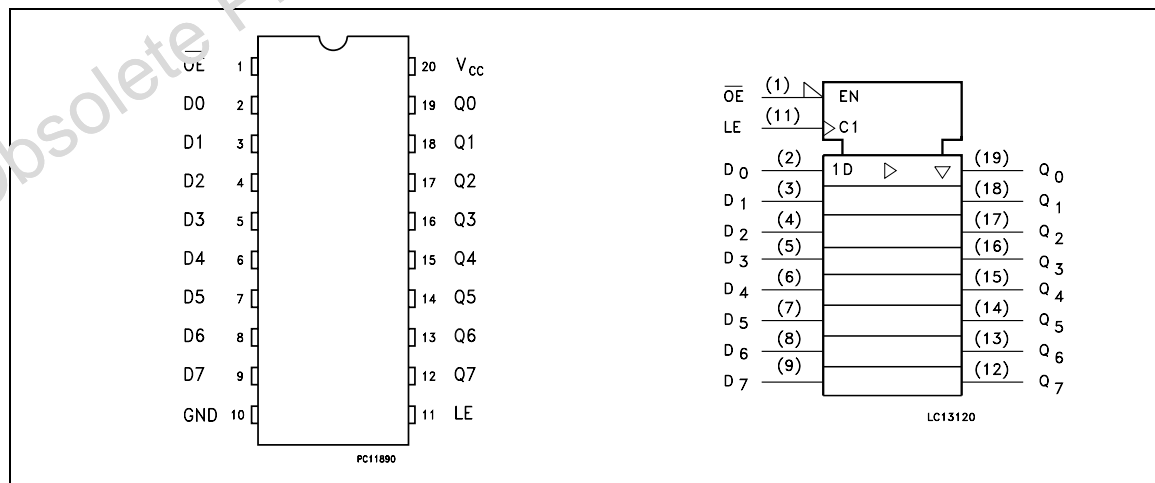 Obsolete P
OE 1 20 VCC
D0 2 19 Q0
D1 3 18 Q1
D2 4 17 Q2
D3 5 16 Q3
D4 6 15 Q4
D5 7 14 Q5
D6 8 13 Q6
D7 9 12 Q7
GND 10 11 LE
PC11890
OE (1) EN
LE (11) C1
D0 (2) 1D (19) Q0
D1 (3) (18) Q1
D2 (4) (17) Q2
D3 (5) (16) Q3
D4 (6) (15) Q4
D5 (7) (14) Q5
D6 (8) (13) Q6
D7 (9) (12) Q7
LC13120